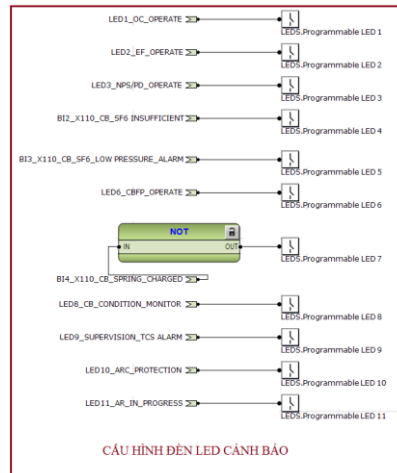 LED1_OC_OPERATE
LEDS.Programmable LED 1
LED2_EF_OPERATE
LEDS.Programmable LED 2
LED3_NPS/PD_OPERATE
LEDS.Programmable LED 3
BI2_X110_CB_SF6 INSUFFICIENT
LEDS.Programmable LED 4
BI3_X110_CB_SF6_LOW PRESSURE_ALARM
LEDS.Programmable LED 5
LED6_CBFP_OPERATE
LEDS.Programmable LED 6
NOT
IN OUT
LEDS.Programmable LED 7
BI4_X110_CB_SPRING_CHARGED
LED8_CB_CONDITION_MONITOR
LEDS.Programmable LED 8
LED9_SUPERVISION_TCS ALARM
LEDS.Programmable LED 9
LED10_ARC_PROTECTION
LEDS.Programmable LED 10
LED11_AR_IN_PROGRESS
LEDS.Programmable LED 11
CẤU HÌNH ĐÈN LED CẢNH BÁO